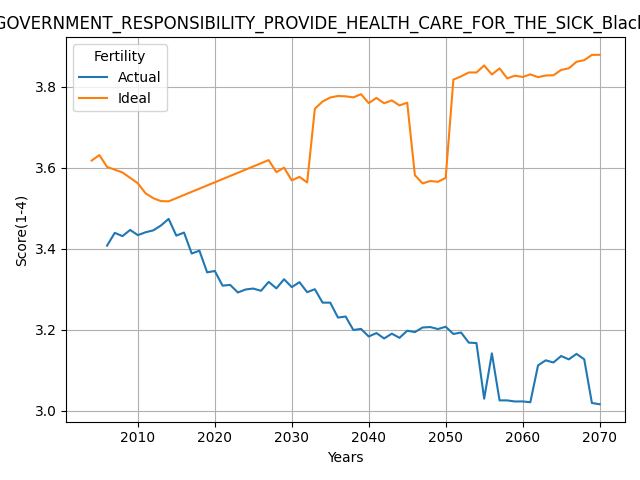 GOVERNMENT_RESPONSIBILITY_PROVIDE_HEALTH_CARE_FOR_THE_SICK_Black
Fertility
Actual
Ideal
Score(1-4)
3.8
3.6
3.4
3.2
3.0
2010 2020 2030 2040 2050 2060 2070
Years